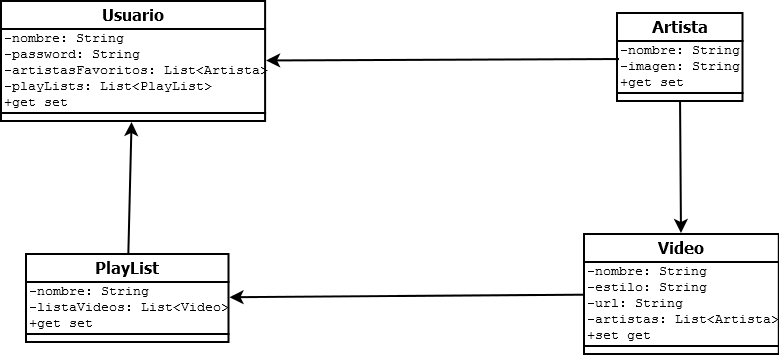 Usuario
-nombre: String
-password: String
-artistasFavoritos: List<Artista>
-playLists: List<PlayList>
+get set
Artista
-nombre: String
-imagen: String
+get set
PlayList
-nombre: String
-listaVideos: List<Video>
+get set
Video
-nombre: String
-estilo: String
-url: String
-artistas: List<Artista>
+set get